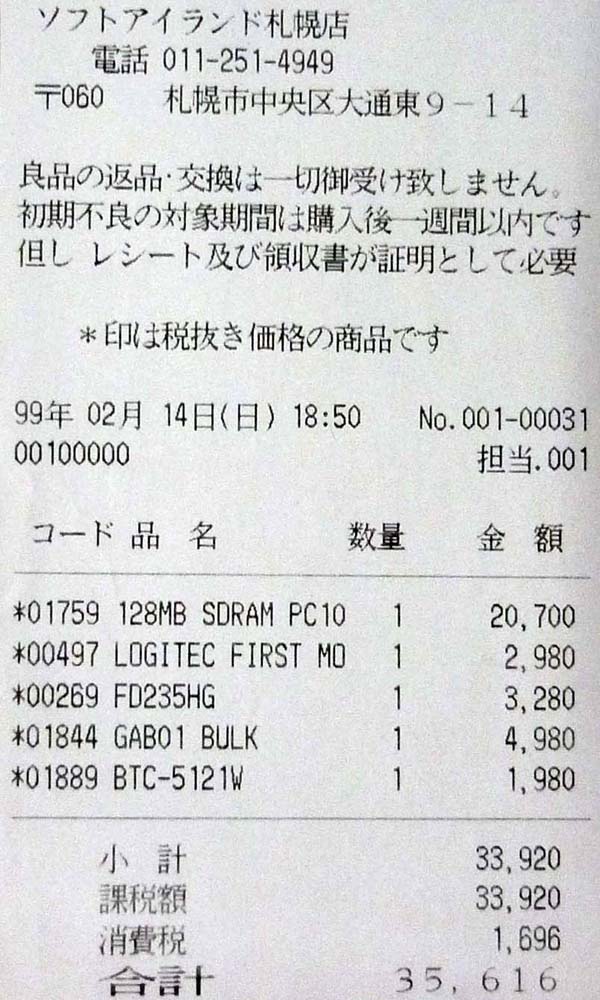 ソフトアイランド札幌店
電話 011-251-4949
〒060 札幌市中央区大通東9-14
良品の返品・交換は一切御受け致しません。
初期不良の対象期間は購入後一週間以内です
但し レシート及び領収書が証明として必要
*印は税抜き価格の商品です
99年 02月 14日(日) 18:50 No.001-00031
00100000 担当.001
コード 品 名 数量 金 額
*01759 128MB SDRAM PC10 1 20,700
*00497 LOGITEC FIRST MO 1 2,980
*00269 FD235HG 1 3,280
*01844 GAB01 BULK 1 4,980
*01889 BTC-5121W 1 1,980
小 計 33,920
課税額 33,920
消費税 1,696
合計 35,616